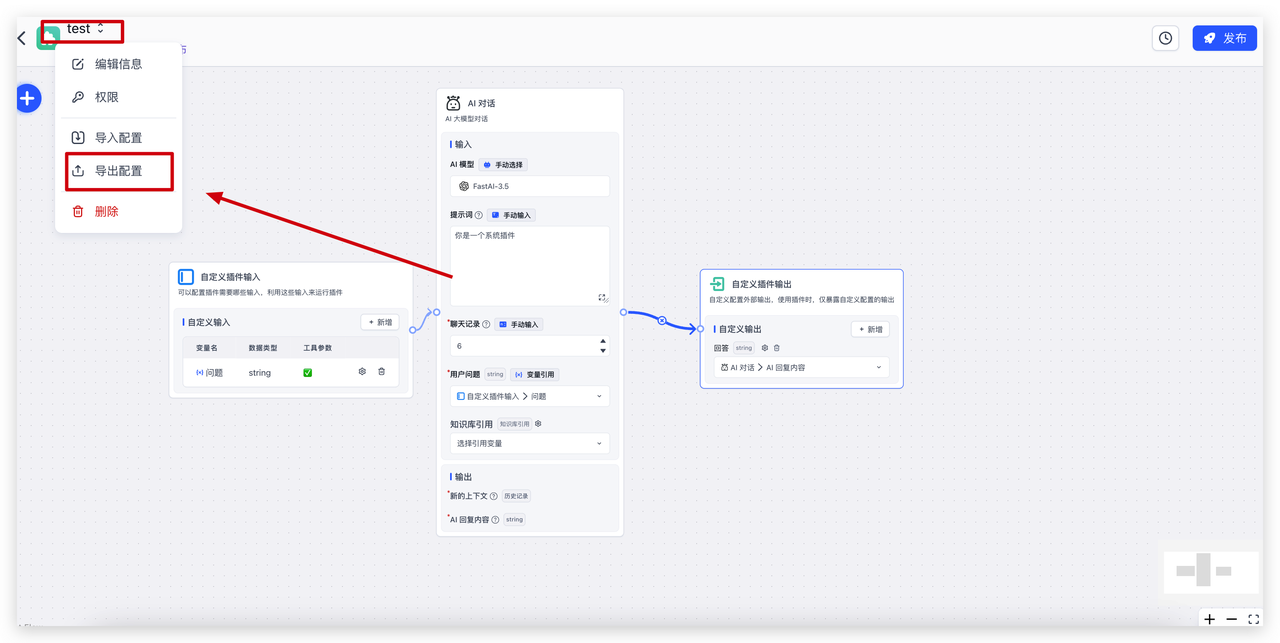 test
布
发布
编辑信息
权限
导入配置
导出配置
删除
AI 对话
AI 大模型对话
输入
AI 模型 手动选择
FastAI-3.5
提示词 手动输入
你是一个系统插件
*聊天记录 手动输入
6
*用户问题 string 变量引用
自定义插件输入 > 问题
知识库引用 知识库引用
选择引用变量
输出
*新的上下文 历史记录
*AI 回复内容 string
自定义插件输入
可以配置插件需要哪些输入，利用这些输入来运行插件
自定义输入 + 新增
变量名 数据类型 工具参数
(x) 问题 string
自定义插件输出
自定义配置外部输出，使用插件时，仅暴露自定义配置的输出
自定义输出 + 新增
回答 string
AI 对话 > AI 回复内容